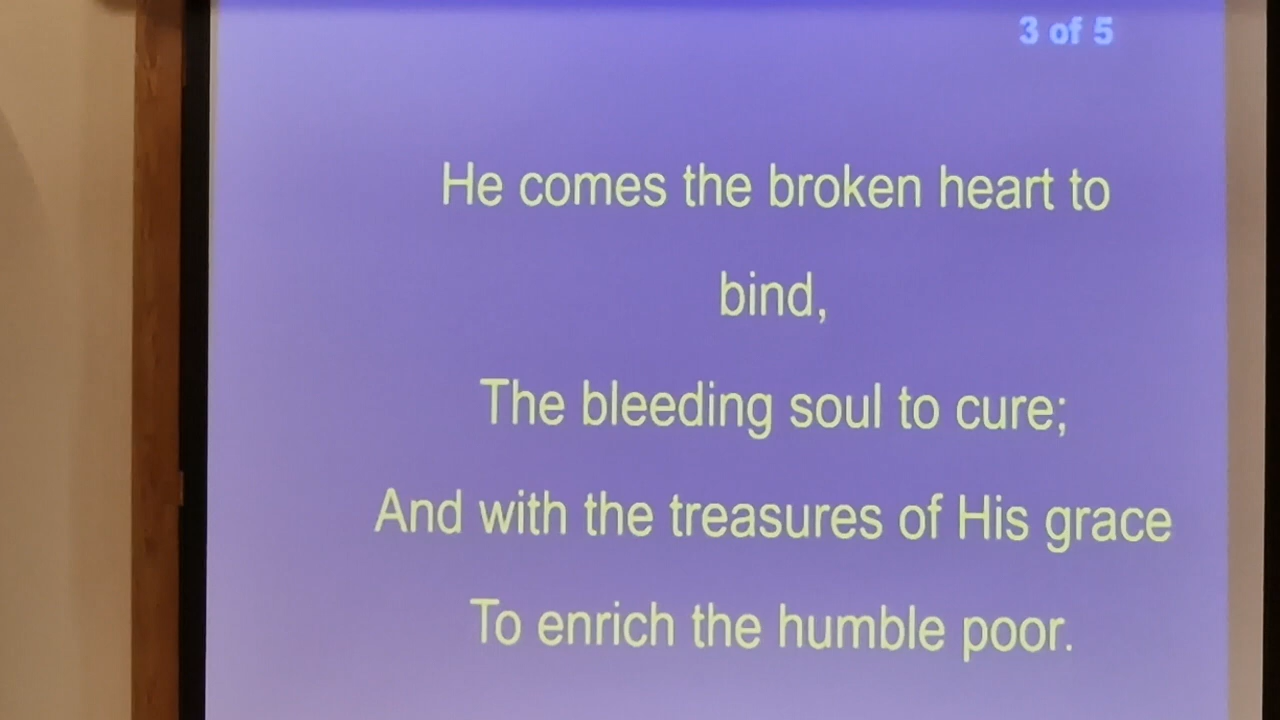 3 of 5
He comes the broken heart to
bind,
The bleeding soul to cure;
And with the treasures of His grace
To enrich the humble poor.